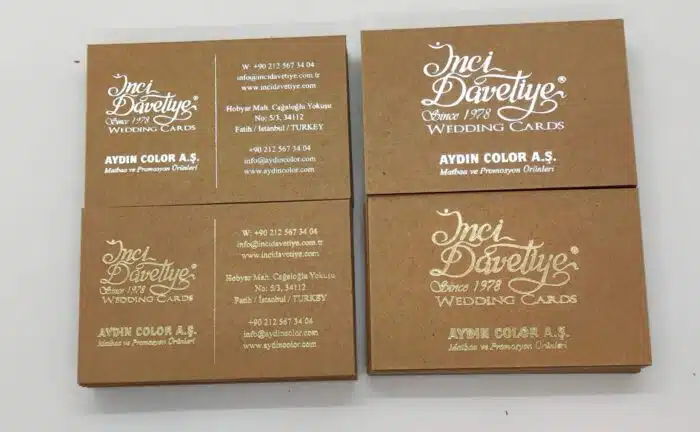 İnci
Davetiye®
Since 1978
WEDDING CARDS
AYDIN COLOR A.Ş.
Matbaa ve Promosyon Ürünleri
W: +90 212 567 34 04
info@incidavetiye.com.tr
www.incidavetiye.com
Hobyar Mah. Cağaloğlu Yokuşu
No: 5/3, 34112
Fatih / İstanbul / TURKEY
+90 212 567 34 04
info@aydincolor.com
www.aydincolor.com
İnci
Davetiye®
Since 1978
WEDDING CARDS
AYDIN COLOR A.Ş.
Matbaa ve Promosyon Ürünleri
İnci
Davetiye®
Since 1978
WEDDING CARDS
AYDIN COLOR A.Ş.
Matbaa ve Promosyon Ürünleri
W: +90 212 567 34 04
info@incidavetiye.com.tr
www.incidavetiye.com
Hobyar Mah. Cağaloğlu Yokuşu
No: 5/3, 34112
Fatih / İstanbul / TURKEY
+90 212 567 34 04
info@aydincolor.com
www.aydincolor.com
İnci
Davetiye®
Since 1978
WEDDING CARDS
AYDIN COLOR A.Ş.
Matbaa ve Promosyon Ürünleri